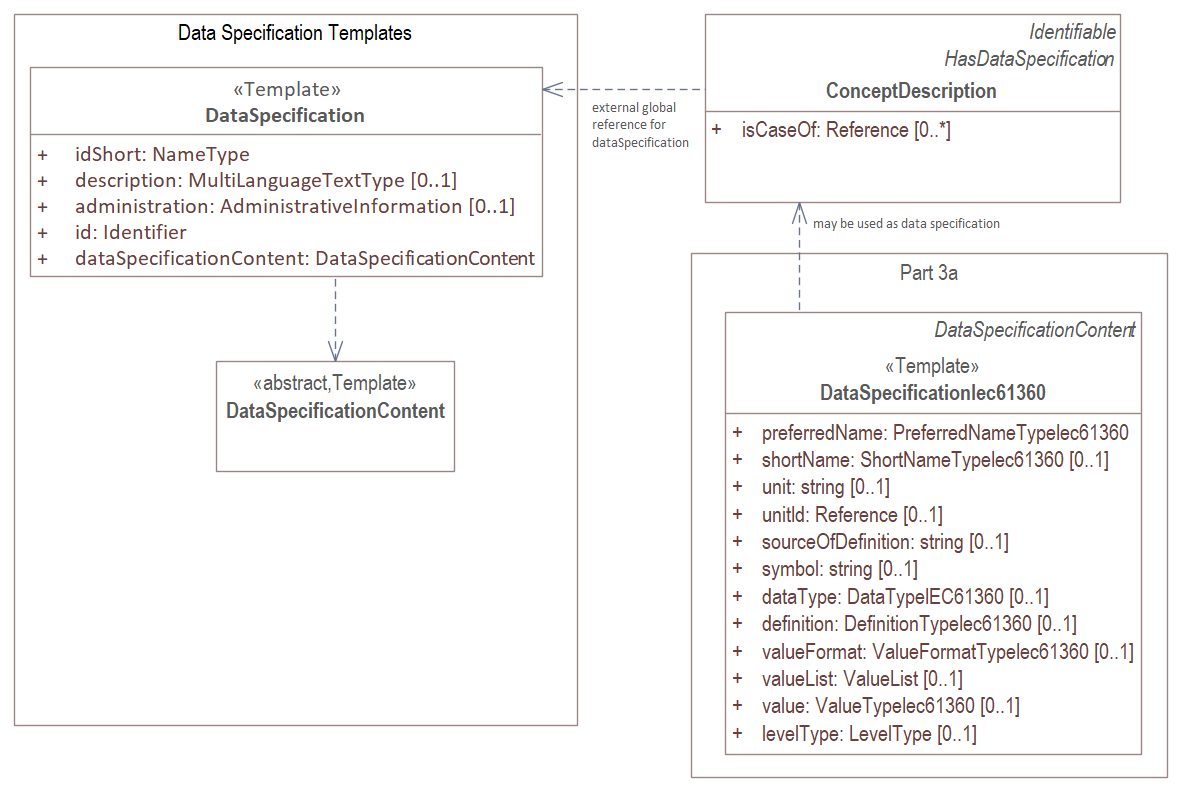 Data Specification Templates
«Template»
DataSpecification
+ idShort: NameType
+ description: MultiLanguageTextType [0..1]
+ administration: AdministrativeInformation [0..1]
+ id: Identifier
+ dataSpecificationContent: DataSpecificationContent
«abstract,Template»
DataSpecificationContent
external global
reference for
dataSpecification
Identifiable
HasDataSpecification
ConceptDescription
+ isCaseOf: Reference [0..*]
may be used as data specification
Part 3a
DataSpecificationContent
«Template»
DataSpecificationIec61360
+ preferredName: PreferredNameTypeIec61360
+ shortName: ShortNameTypeIec61360 [0..1]
+ unit: string [0..1]
+ unitId: Reference [0..1]
+ sourceOfDefinition: string [0..1]
+ symbol: string [0..1]
+ dataType: DataTypeIEC61360 [0..1]
+ definition: DefinitionTypeIec61360 [0..1]
+ valueFormat: ValueFormatTypeIec61360 [0..1]
+ valueList: ValueList [0..1]
+ value: ValueTypeIec61360 [0..1]
+ levelType: LevelType [0..1]